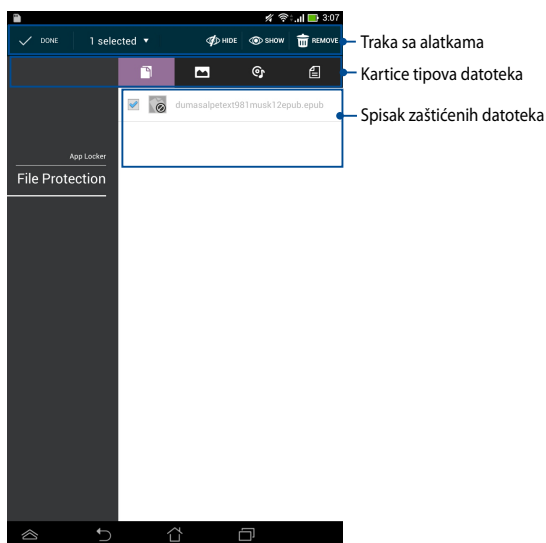 3:07
DONE
1 selected
HIDE
SHOW
REMOVE
Traka sa alatkama
Kartice tipova datoteka
dumasalpetext981musk12epub.epub
Spisak zaštićenih datoteka
App Locker
File Protection